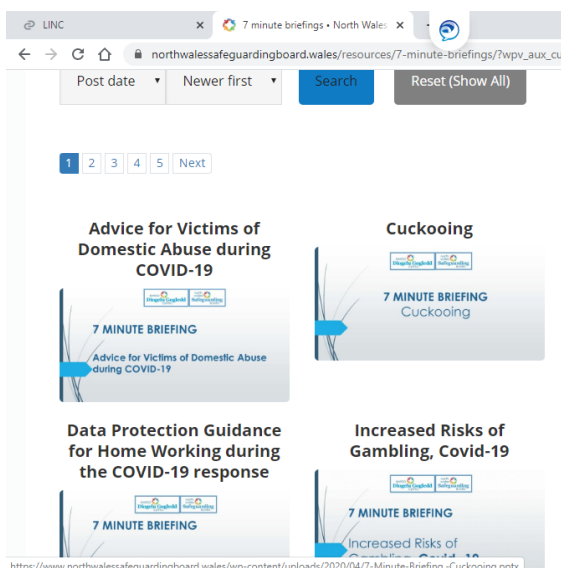 LINC
7 minute briefings • North Wales
northwalessafeguardingboard.wales/resources/7-minute-briefings/?wpv_aux_cu
Post date
Newer first
Search
Reset (Show All)
1 2 3 4 5 Next
Advice for Victims of
Domestic Abuse during
COVID-19
7 MINUTE BRIEFING
Advice for Victims of Domestic Abuse
during COVID-19
Cuckooing
7 MINUTE BRIEFING
Cuckooing
Data Protection Guidance
for Home Working during
the COVID-19 response
7 MINUTE BRIEFING
Increased Risks of
Gambling, Covid-19
7 MINUTE BRIEFING
Increased Risks of
Gambling, Covid-19
https://www.northwalessafeguardingboard.wales/wp-content/uploads/2020/04/7-Minute-Briefing.-Cuckooing.pptx